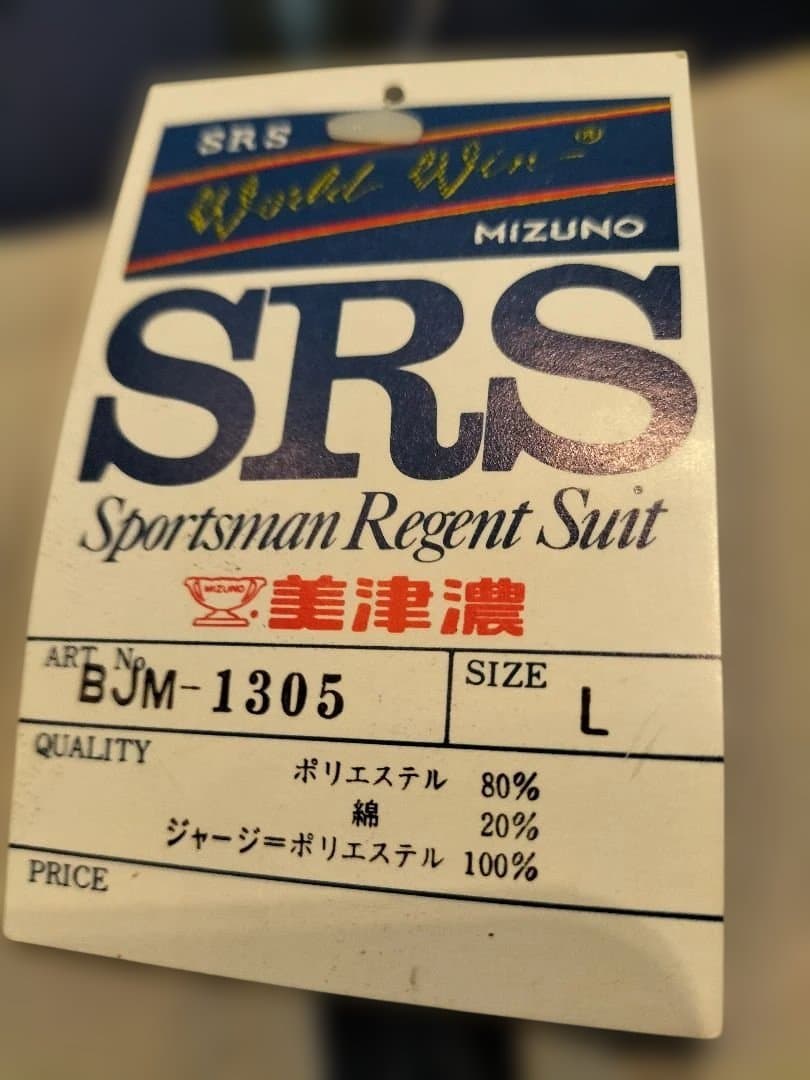 SRS
World Win ®
MIZUNO
SRS
Sportsman Regent Suit
MIZUNO 美津濃
ART. No. BJM-1305 SIZE L
QUALITY
ポリエステル 80%
綿 20%
ジャージ=ポリエステル 100%
PRICE